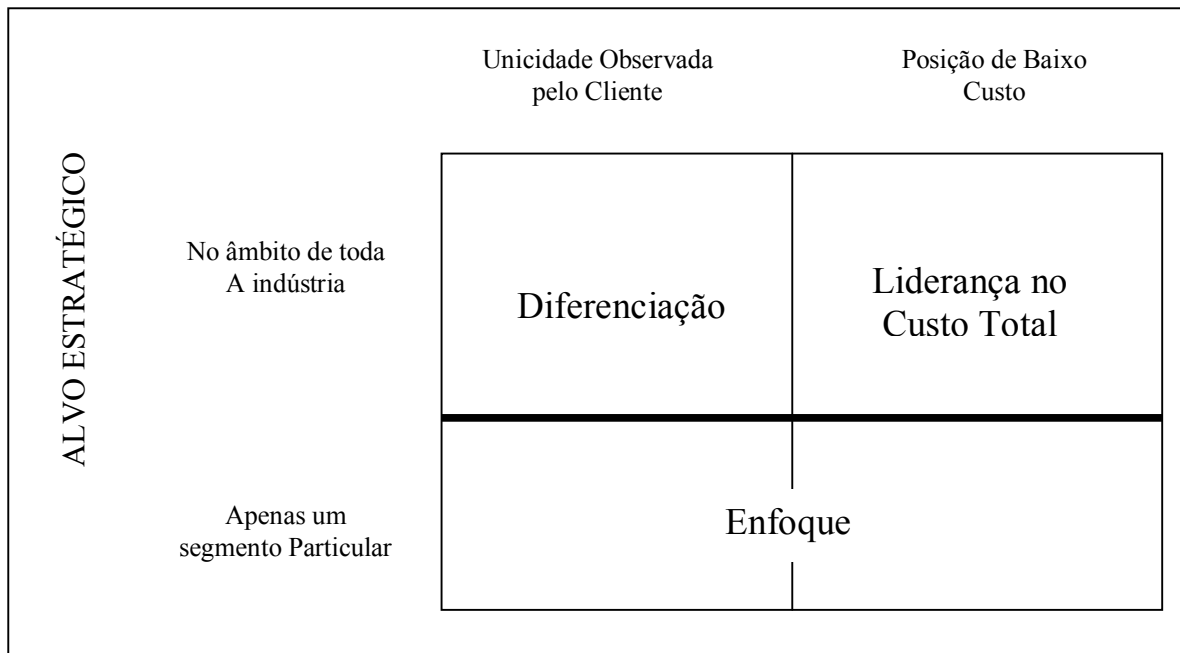 Unicidade Observada
pelo Cliente
Posição de Baixo
Custo
ALVO ESTRATÉGICO
No âmbito de toda
A indústria
Diferenciação
Liderança no
Custo Total
Apenas um
segmento Particular
Enfoque